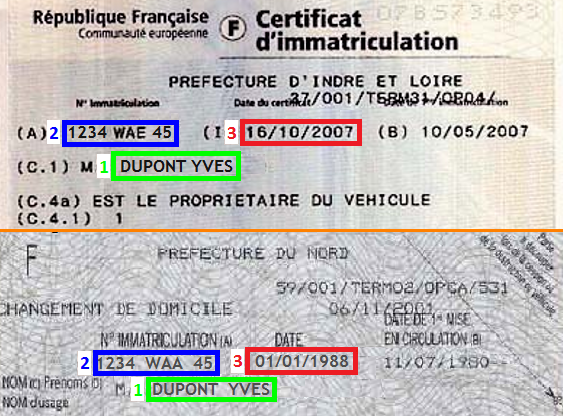 078573493
République Française
Communauté européenne
F Certificat d'immatriculation
PREFECTURE D'INDRE ET LOIRE
37/001/TERM31/OP04/
N° Immatriculation Date du certificat
(A) 2 1234 WAE 45 (I 3 16/10/2007 (B) 10/05/2007
(C.1) M 1 DUPONT YVES
(C.4a) EST LE PROPRIETAIRE DU VEHICULE
(C.4.1) 1
F PREFECTURE DU NORD
59/001/TERM02/OPCA/531
CHANGEMENT DE DOMICILE 06/11/2001
N° IMMATRICULATION (A) DATE DATE DE 1re MISE EN CIRCULATION (B)
2 1234 WAA 45 3 01/01/1988 11/07/1980
NOM (c) Prénoms (D) M. 1 DUPONT YVES
NOM d'usage